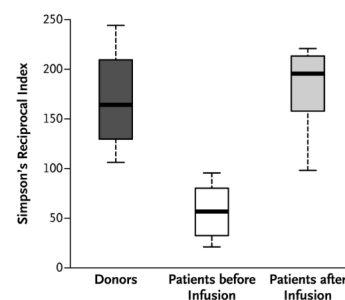 Simpson's Reciprocal Index
250
200
150
100
50
0
Donors
Patients before
Infusion
Patients after
Infusion